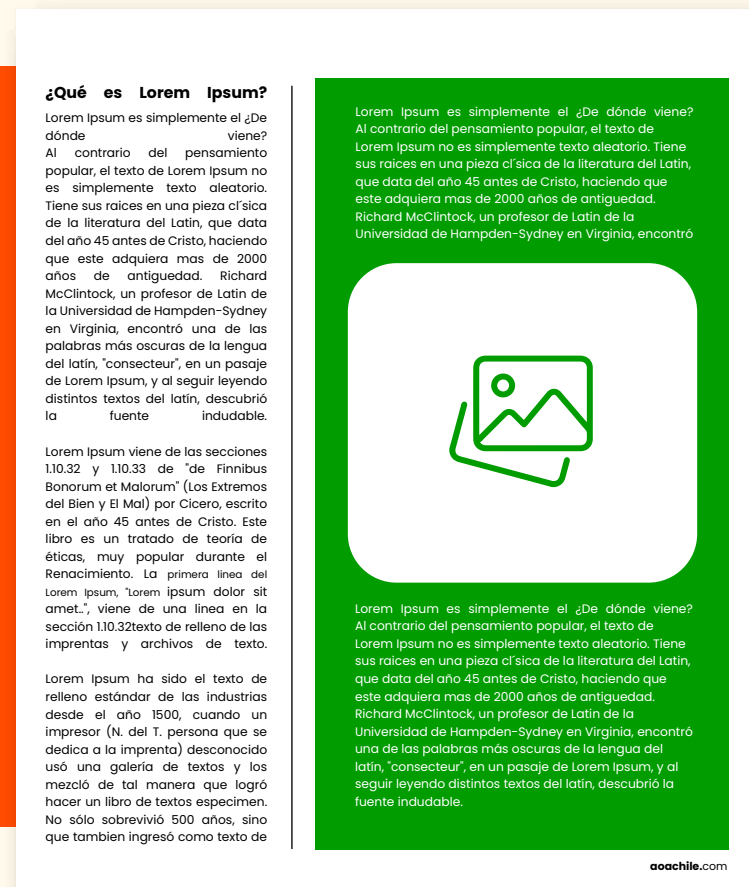 ¿Qué es Lorem Ipsum?
Lorem Ipsum es simplemente el ¿De
dónde viene?
Al contrario del pensamiento
popular, el texto de Lorem Ipsum no
es simplemente texto aleatorio.
Tiene sus raices en una pieza cl´sica
de la literatura del Latin, que data
del año 45 antes de Cristo, haciendo
que este adquiera mas de 2000
años de antiguedad. Richard
McClintock, un profesor de Latin de
la Universidad de Hampden-Sydney
en Virginia, encontró una de las
palabras más oscuras de la lengua
del latín, "consecteur", en un pasaje
de Lorem Ipsum, y al seguir leyendo
distintos textos del latín, descubrió
la fuente indudable.
Lorem Ipsum viene de las secciones
1.10.32 y 1.10.33 de "de Finnibus
Bonorum et Malorum" (Los Extremos
del Bien y El Mal) por Cicero, escrito
en el año 45 antes de Cristo. Este
libro es un tratado de teoría de
éticas, muy popular durante el
Renacimiento. La primera linea del
Lorem Ipsum, "Lorem ipsum dolor sit
amet..", viene de una linea en la
sección 1.10.32texto de relleno de las
imprentas y archivos de texto.
Lorem Ipsum ha sido el texto de
relleno estándar de las industrias
desde el año 1500, cuando un
impresor (N. del T. persona que se
dedica a la imprenta) desconocido
usó una galería de textos y los
mezcló de tal manera que logró
hacer un libro de textos especimen.
No sólo sobrevivió 500 años, sino
que tambien ingresó como texto de
Lorem Ipsum es simplemente el ¿De dónde viene?
Al contrario del pensamiento popular, el texto de
Lorem Ipsum no es simplemente texto aleatorio. Tiene
sus raices en una pieza cl´sica de la literatura del Latin,
que data del año 45 antes de Cristo, haciendo que
este adquiera mas de 2000 años de antiguedad.
Richard McClintock, un profesor de Latin de la
Universidad de Hampden-Sydney en Virginia, encontró
Lorem Ipsum es simplemente el ¿De dónde viene?
Al contrario del pensamiento popular, el texto de
Lorem Ipsum no es simplemente texto aleatorio. Tiene
sus raices en una pieza cl´sica de la literatura del Latin,
que data del año 45 antes de Cristo, haciendo que
este adquiera mas de 2000 años de antiguedad.
Richard McClintock, un profesor de Latin de la
Universidad de Hampden-Sydney en Virginia, encontró
una de las palabras más oscuras de la lengua del
latín, "consecteur", en un pasaje de Lorem Ipsum, y al
seguir leyendo distintos textos del latín, descubrió la
fuente indudable.
aoachile.com